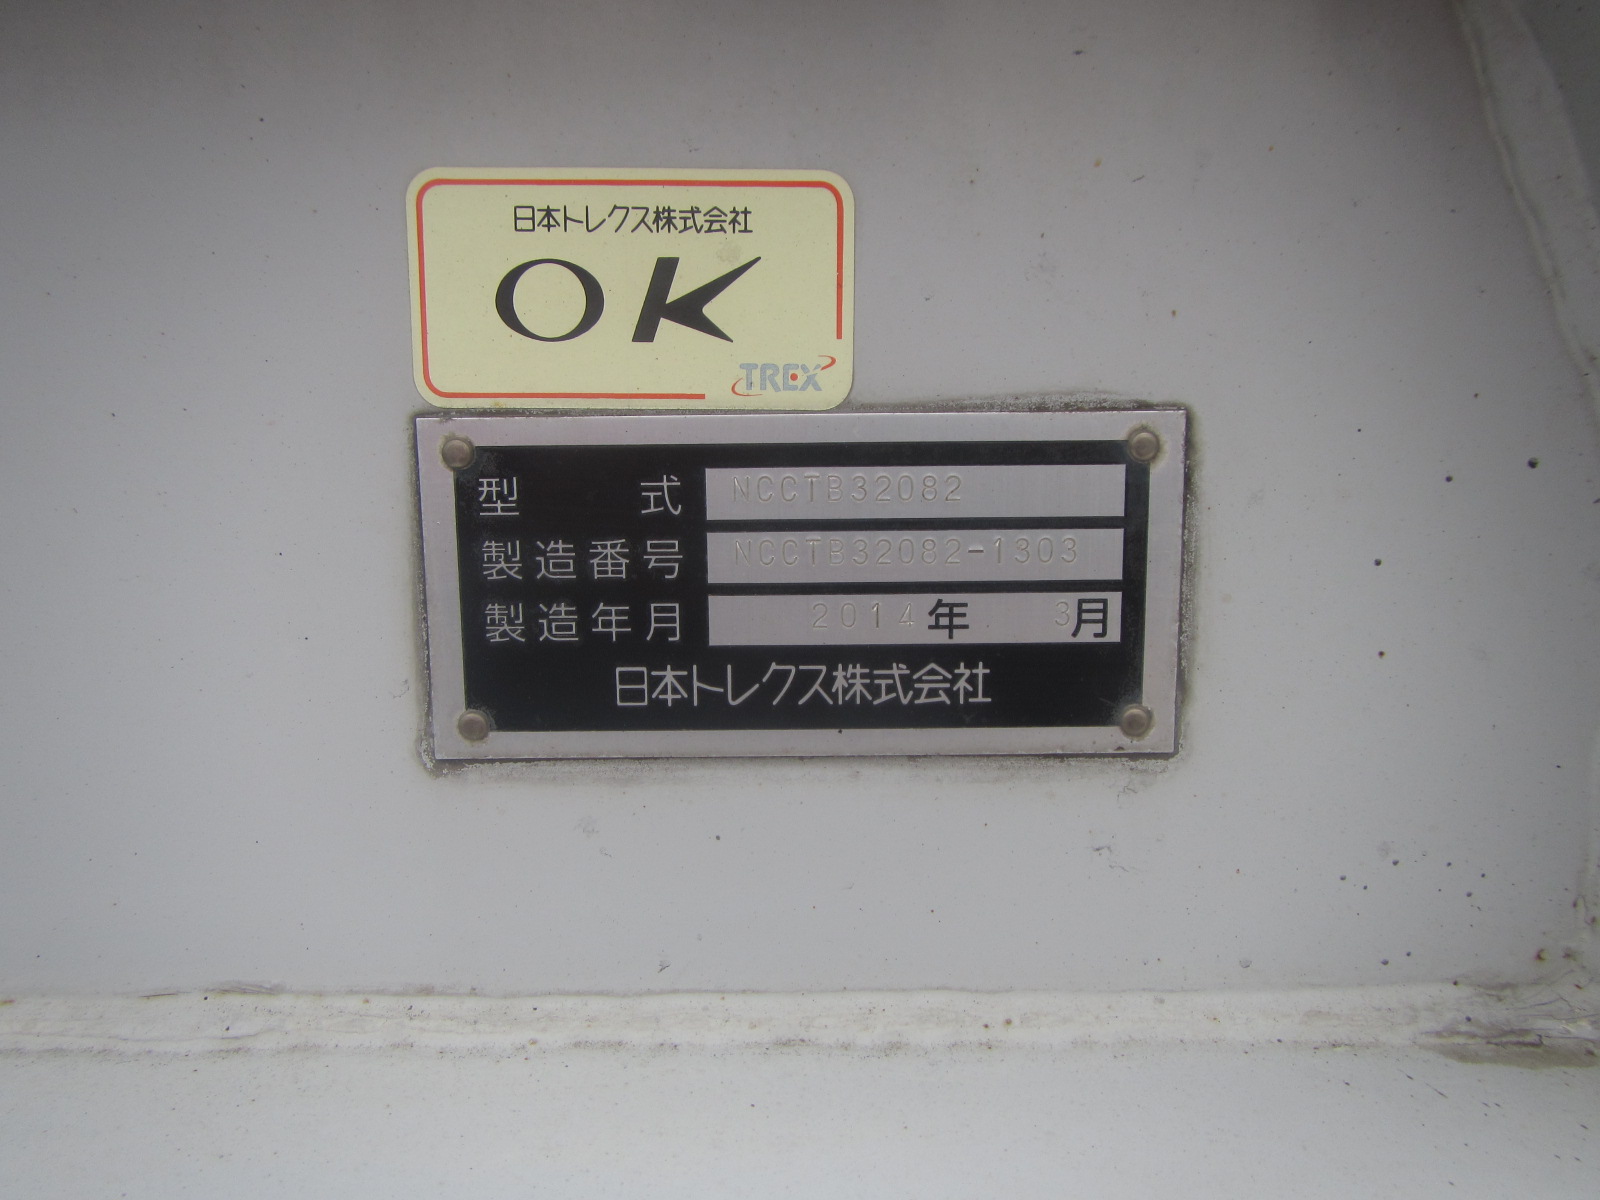 日本トレクス株式会社
OK
TREX
型式 NCCTB32082
製造番号 NCCTB32082-1303
製造年月 2014年 3月
日本トレクス株式会社